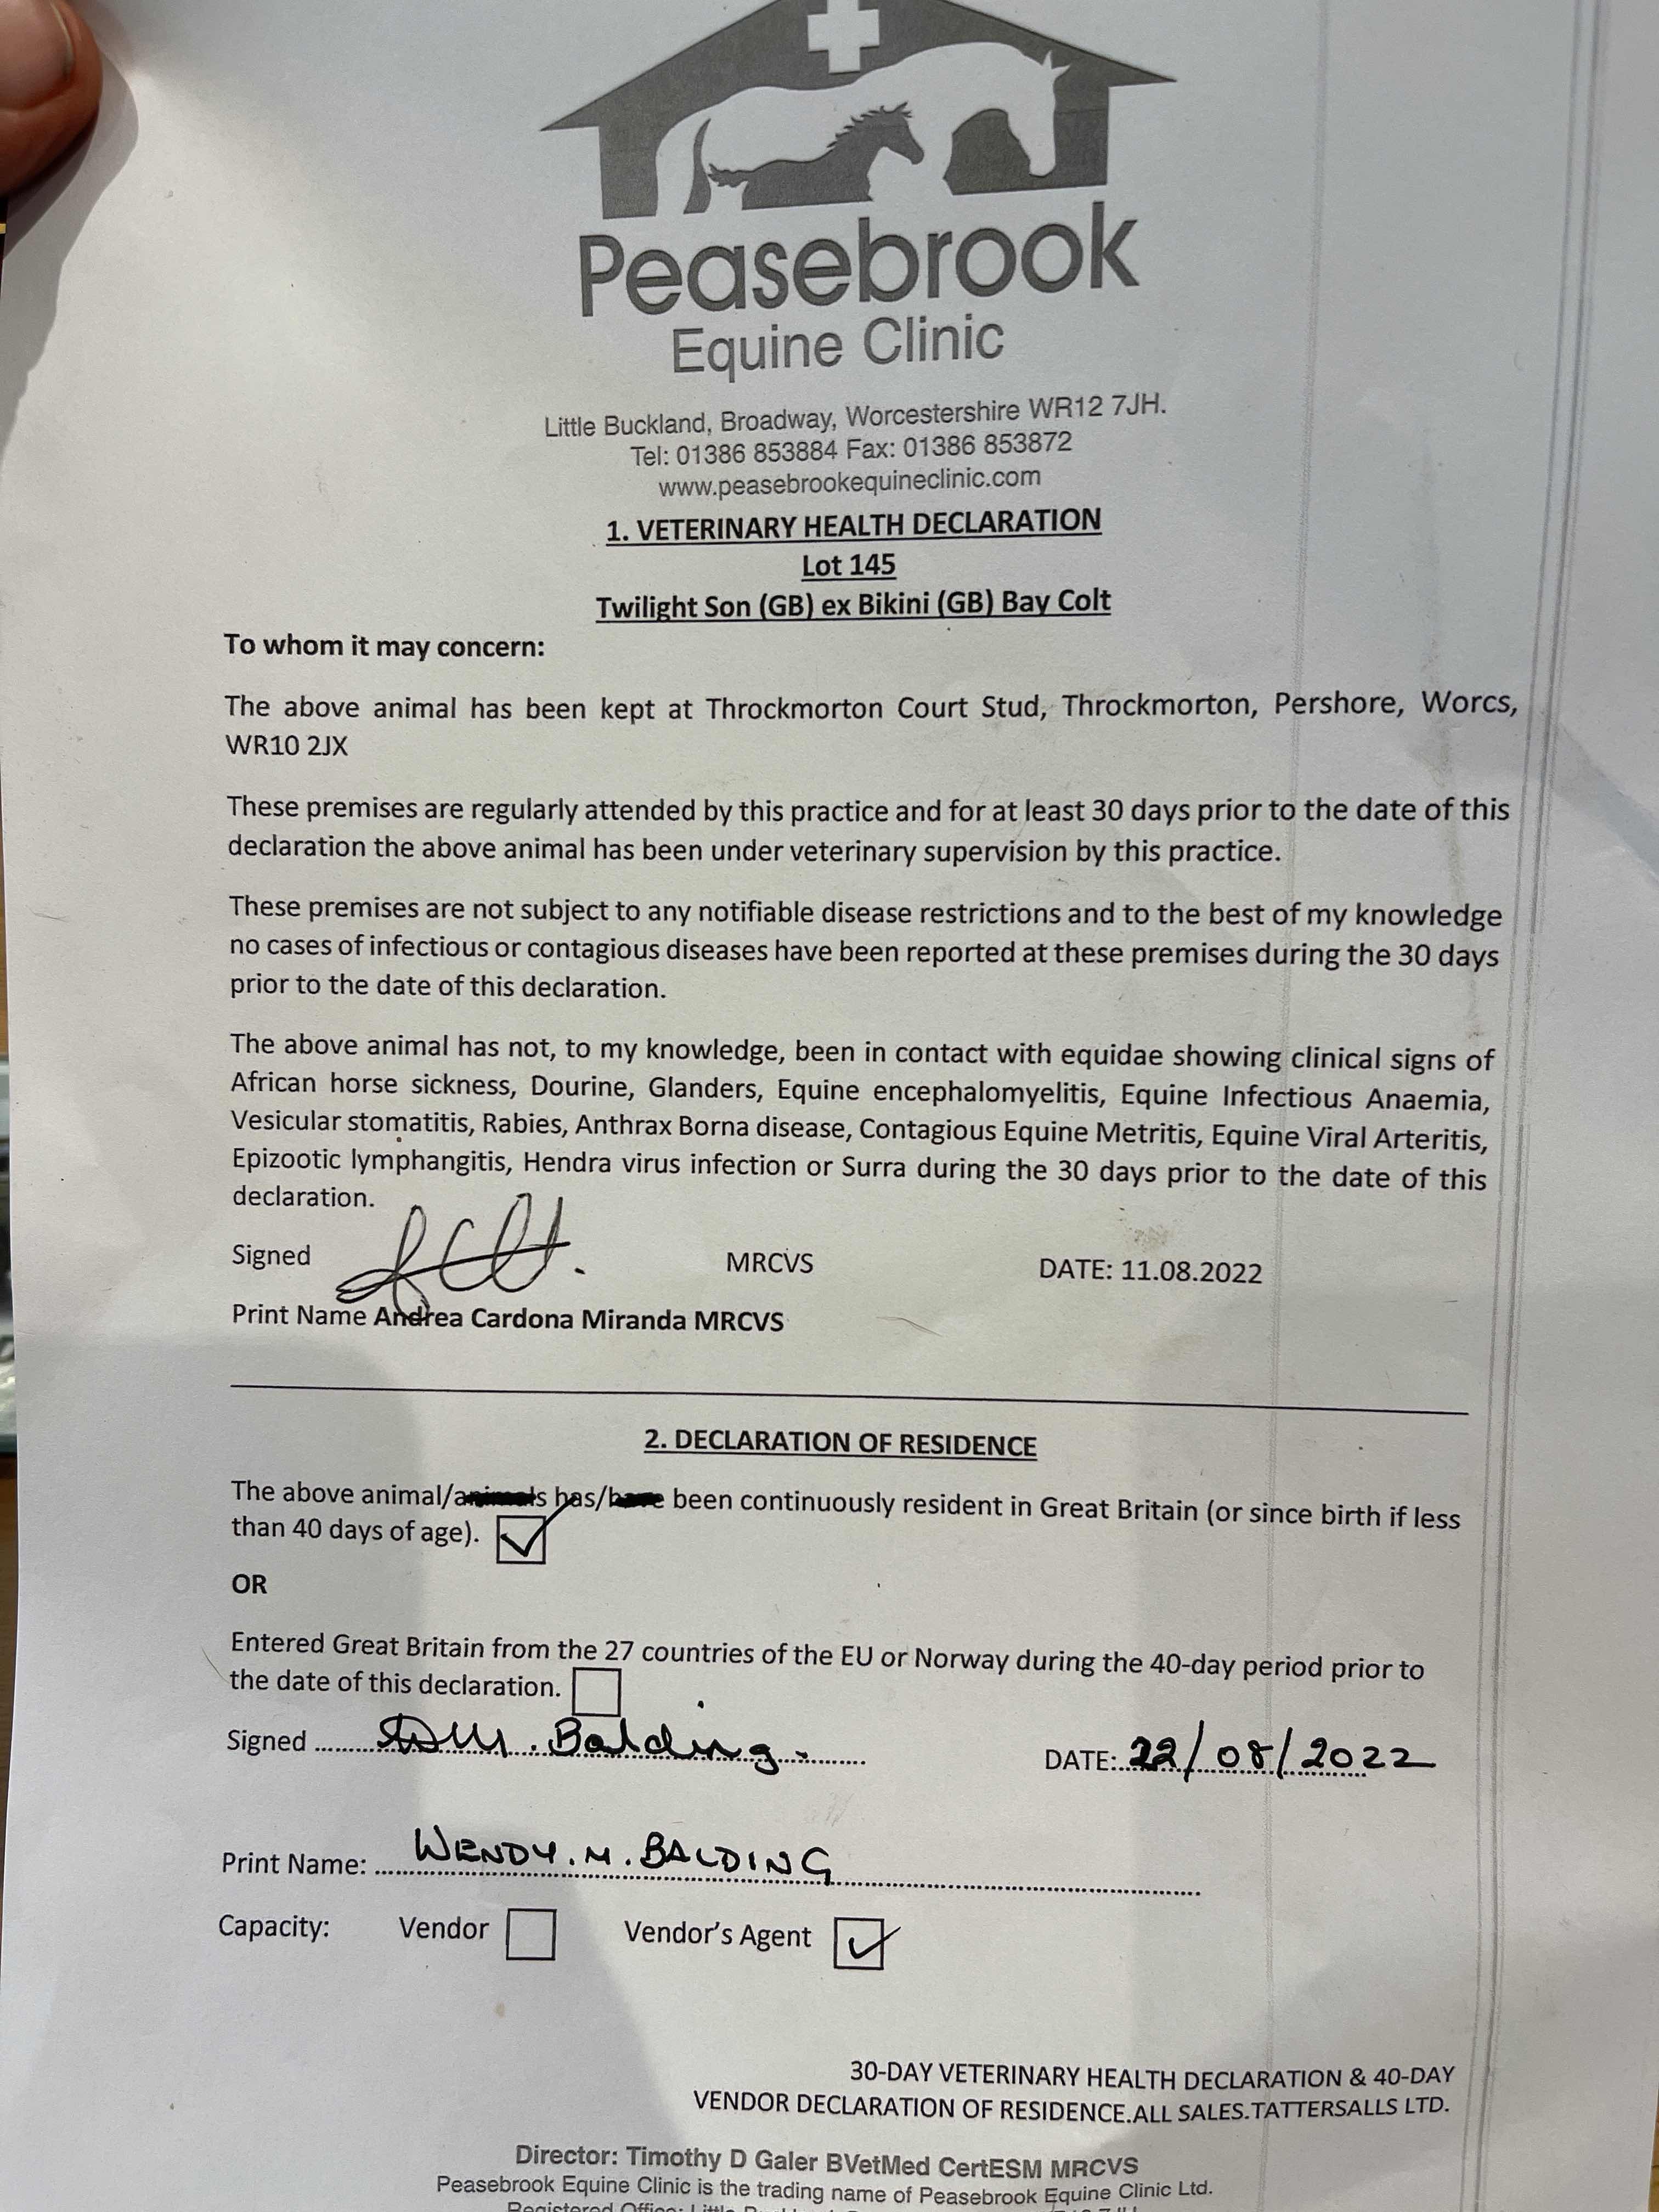 Peasebrook
Equine Clinic
Little Buckland, Broadway, Worcestershire WR12 7JH.
Tel: 01386 853884 Fax: 01386 853872
www.peasebrookequineclinic.com
1. VETERINARY HEALTH DECLARATION
Lot 145
Twilight Son (GB) ex Bikini (GB) Bay Colt
To whom it may concern:
The above animal has been kept at Throckmorton Court Stud, Throckmorton, Pershore, Worcs,
WR10 2JX
These premises are regularly attended by this practice and for at least 30 days prior to the date of this
declaration the above animal has been under veterinary supervision by this practice.
These premises are not subject to any notifiable disease restrictions and to the best of my knowledge
no cases of infectious or contagious diseases have been reported at these premises during the 30 days
prior to the date of this declaration.
The above animal has not, to my knowledge, been in contact with equidae showing clinical signs of
African horse sickness, Dourine, Glanders, Equine encephalomyelitis, Equine Infectious Anaemia,
Vesicular stomatitis, Rabies, Anthrax Borna disease, Contagious Equine Metritis, Equine Viral Arteritis,
Epizootic lymphangitis, Hendra virus infection or Surra during the 30 days prior to the date of this
declaration.
Signed MRCVS DATE: 11.08.2022
Print Name Andrea Cardona Miranda MRCVS
2. DECLARATION OF RESIDENCE
The above animal/animals has/have been continuously resident in Great Britain (or since birth if less
than 40 days of age).
OR
Entered Great Britain from the 27 countries of the EU or Norway during the 40-day period prior to
the date of this declaration.
Signed Balding. DATE: 22/08/2022
Print Name: WENDY. M. BALDING
Capacity: Vendor Vendor's Agent
30-DAY VETERINARY HEALTH DECLARATION & 40-DAY
VENDOR DECLARATION OF RESIDENCE.ALL SALES.TATTERSALLS LTD.
Director: Timothy D Galer BVetMed CertESM MRCVS
Peasebrook Equine Clinic is the trading name of Peasebrook Equine Clinic Ltd.
Registered Office: Little